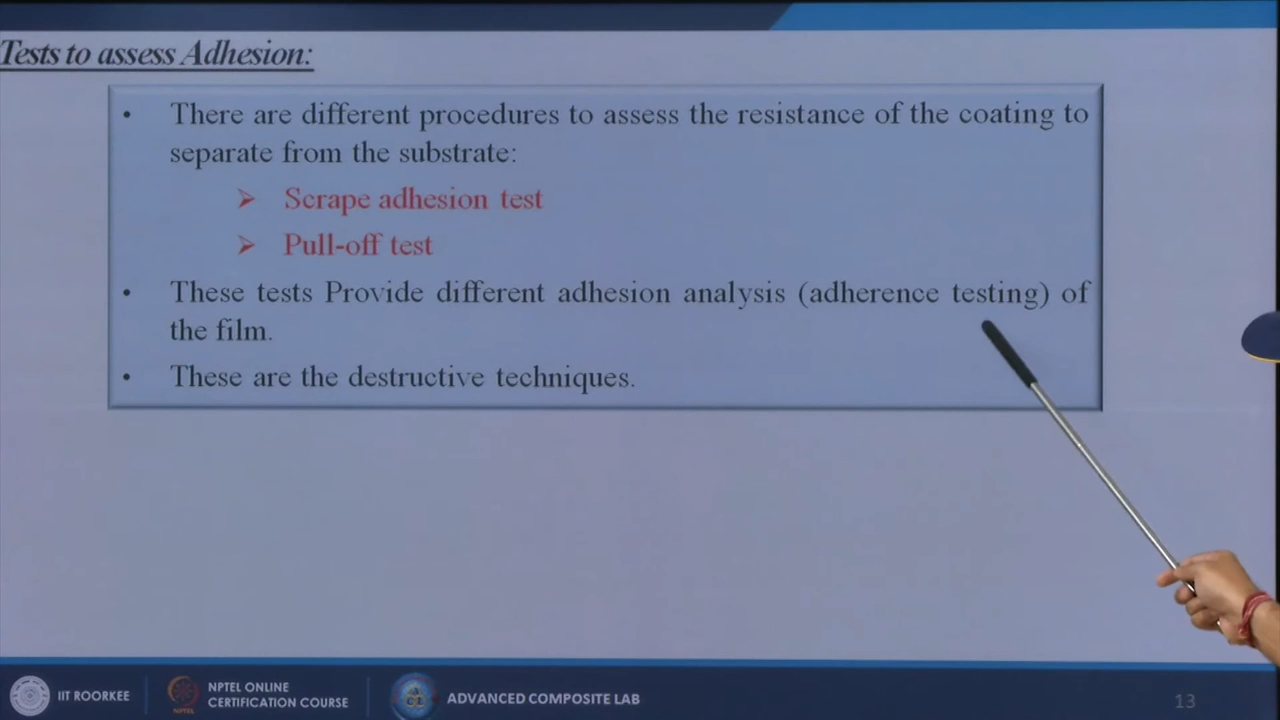 Tests to assess Adhesion:
• There are different procedures to assess the resistance of the coating to
separate from the substrate:
➢ Scrape adhesion test
➢ Pull-off test
• These tests Provide different adhesion analysis (adherence testing) of
the film.
• These are the destructive techniques.
IIT ROORKEE
NPTEL ONLINE
CERTIFICATION COURSE
NPTEL
ADVANCED COMPOSITE LAB
13